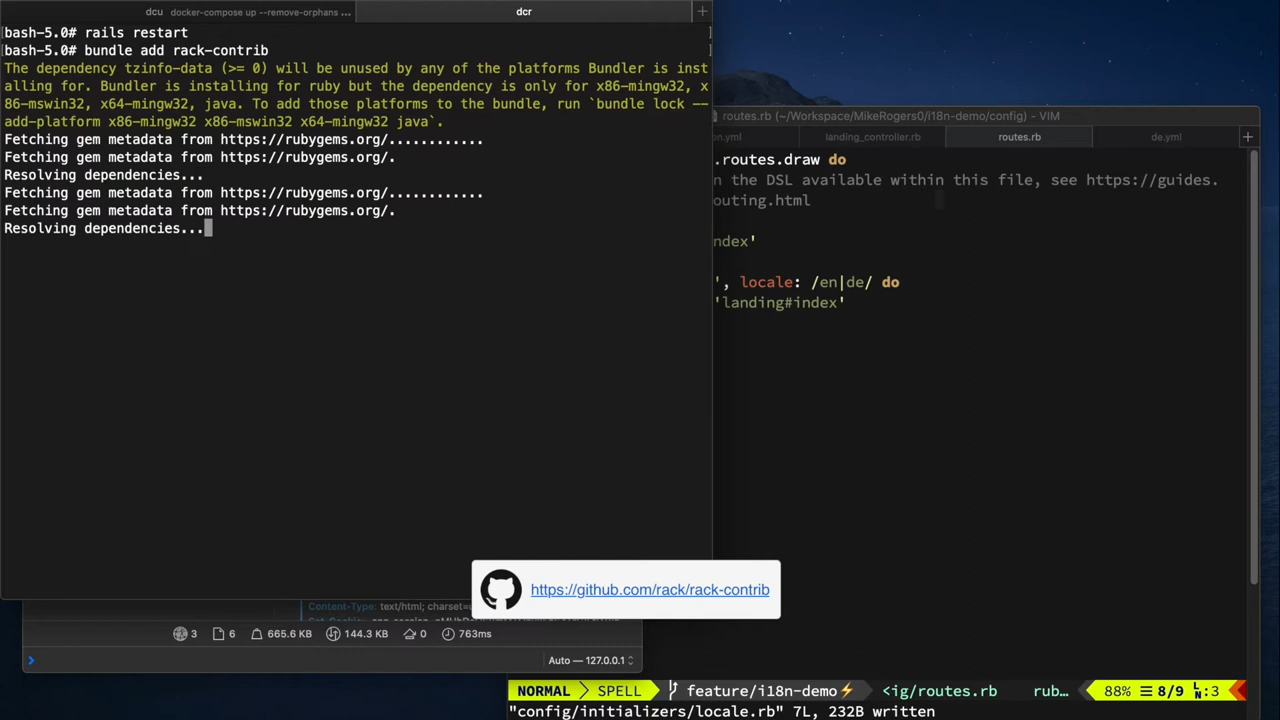 dcu docker-compose up --remove-orphans ...
dcr
+
[bash-5.0# rails restart ]
[bash-5.0# bundle add rack-contrib ]
The dependency tzinfo-data (>= 0) will be unused by any of the platforms Bundler is inst
alling for. Bundler is installing for ruby but the dependency is only for x86-mingw32, x
86-mswin32, x64-mingw32, java. To add those platforms to the bundle, run `bundle lock --
add-platform x86-mingw32 x86-mswin32 x64-mingw32 java`.
Fetching gem metadata from https://rubygems.org/............
Fetching gem metadata from https://rubygems.org/.
Resolving dependencies...
Fetching gem metadata from https://rubygems.org/............
Fetching gem metadata from https://rubygems.org/.
Resolving dependencies...
routes.rb (~/Workspace/MikeRogers0/i18n-demo/config) - VIM
on.yml
landing_controller.rb
routes.rb
de.yml
+
.routes.draw do
n the DSL available within this file, see https://guides.
outing.html
ndex'
', locale: /en|de/ do
'landing#index'
https://github.com/rack/rack-contrib
Content-Type: text/html; charset=u
3 6 665.6 KB 144.3 KB 0 763ms
Auto — 127.0.0.1
NORMAL SPELL feature/i18n-demo⚡ <ig/routes.rb rub… 88% ☰ 8/9 LN:3
"config/initializers/locale.rb" 7L, 232B written